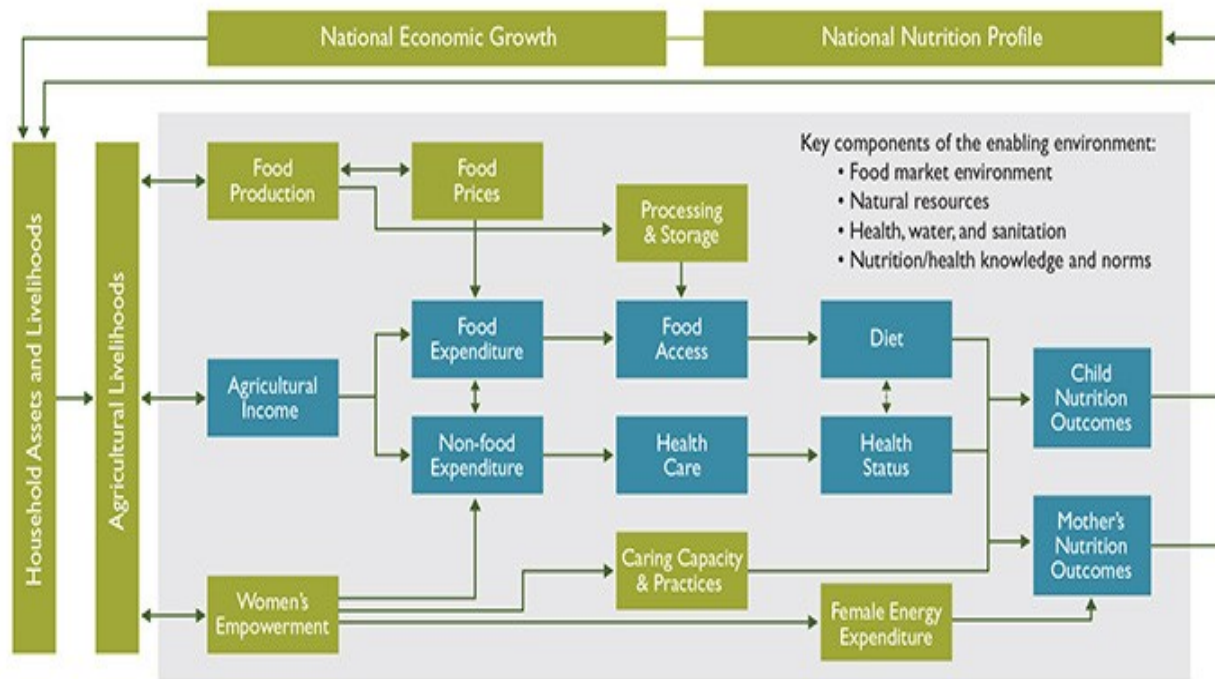 National Economic Growth
National Nutrition Profile
Household Assets and Livelihoods
Agricultural Livelihoods
Key components of the enabling environment:
• Food market environment
• Natural resources
• Health, water, and sanitation
• Nutrition/health knowledge and norms
Food
Production
Food
Prices
Processing
& Storage
Food
Expenditure
Food
Access
Diet
Agricultural
Income
Child
Nutrition
Outcomes
Non-food
Expenditure
Health
Care
Health
Status
Mother's
Nutrition
Outcomes
Caring Capacity
& Practices
Women's
Empowerment
Female Energy
Expenditure